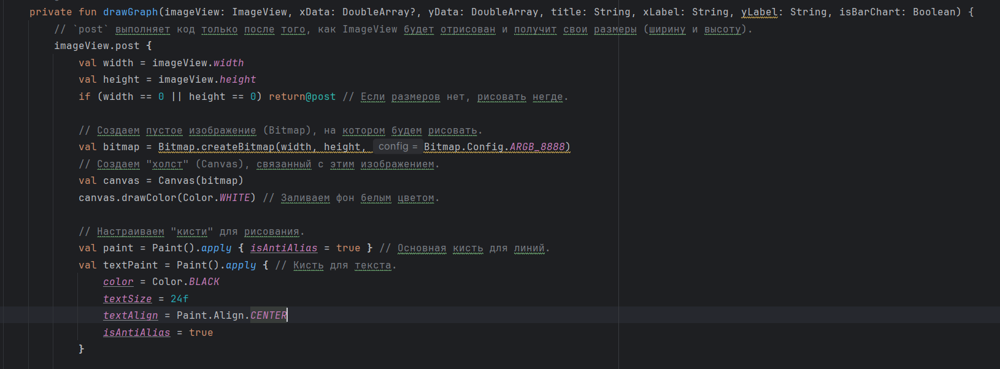 private fun drawGraph(imageView: ImageView, xData: DoubleArray?, yData: DoubleArray, title: String, xLabel: String, yLabel: String, isBarChart: Boolean) {
// `post` выполняет код только после того, как ImageView будет отрисован и получит свои размеры (ширину и высоту).
imageView.post {
val width = imageView.width
val height = imageView.height
if (width == 0 || height == 0) return@post // Если размеров нет, рисовать негде.
// Создаем пустое изображение (Bitmap), на котором будем рисовать.
val bitmap = Bitmap.createBitmap(width, height, config = Bitmap.Config.ARGB_8888)
// Создаем "холст" (Canvas), связанный с этим изображением.
val canvas = Canvas(bitmap)
canvas.drawColor(Color.WHITE) // Заливаем фон белым цветом.
// Настраиваем "кисти" для рисования.
val paint = Paint().apply { isAntiAlias = true } // Основная кисть для линий.
val textPaint = Paint().apply { // Кисть для текста.
color = Color.BLACK
textSize = 24f
textAlign = Paint.Align.CENTER
isAntiAlias = true
}